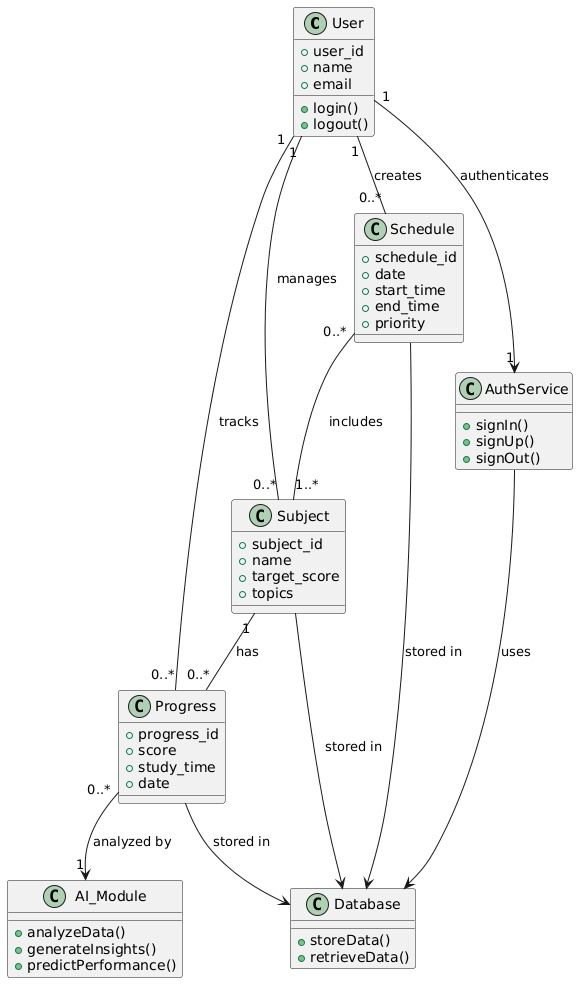 C User
user_id
name
email
login()
logout()
1
1
1
1
creates
authenticates
0..*
C Schedule
schedule_id
date
start_time
end_time
priority
manages
0..*
1
C AuthService
signIn()
signUp()
signOut()
tracks
includes
0..*
1..*
C Subject
subject_id
name
target_score
topics
1
has
0..*
0..*
stored in
uses
C Progress
progress_id
score
study_time
date
stored in
0..*
analyzed by
stored in
1
C AI_Module
analyzeData()
generateInsights()
predictPerformance()
C Database
storeData()
retrieveData()